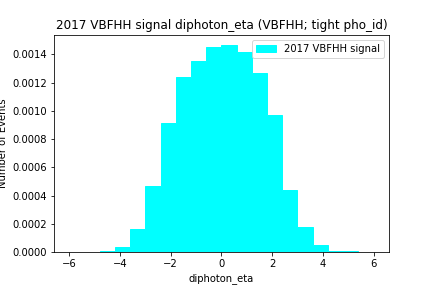 2017 VBFHH signal diphoton_eta (VBFHH; tight pho_id)
2017 VBFHH signal
Number of Events
0.0014
0.0012
0.0010
0.0008
0.0006
0.0004
0.0002
0.0000
−6 −4 −2 0 2 4 6
diphoton_eta